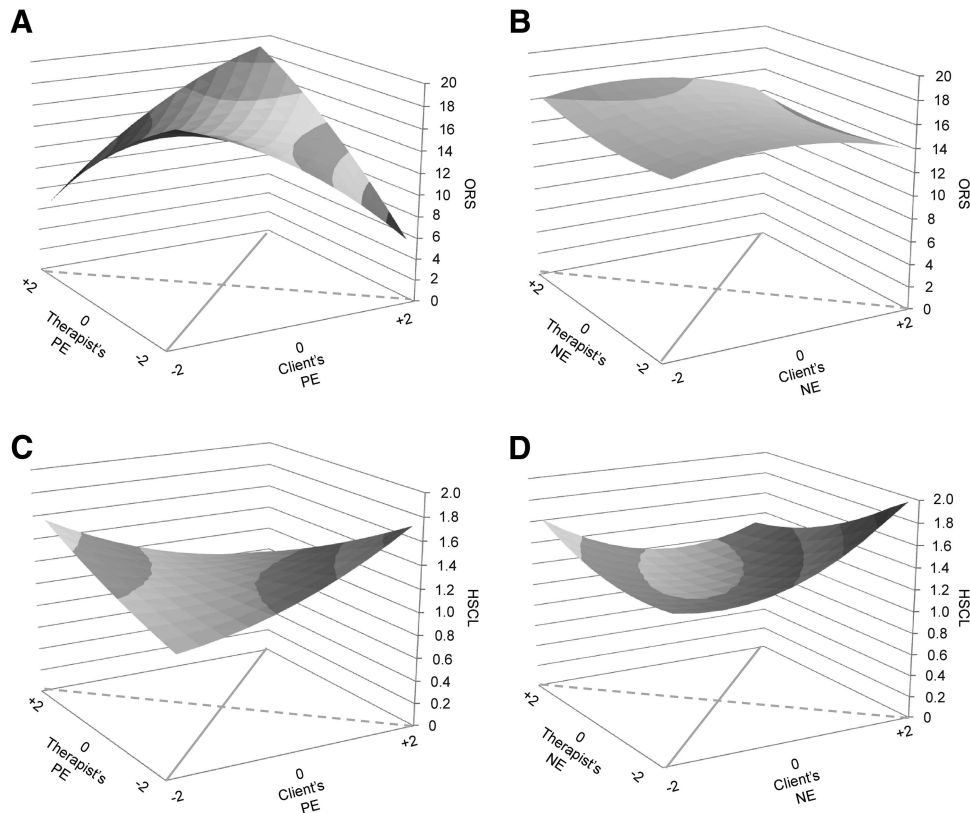 A
20
18
16
14
12
10
8
6
4
2
0
ORS
+2
0
-2
Therapist's
PE
-2
0
+2
Client's
PE
B
20
18
16
14
12
10
8
6
4
2
0
ORS
+2
0
-2
Therapist's
NE
-2
0
+2
Client's
NE
C
2.0
1.8
1.6
1.4
1.2
1.0
0.8
0.6
0.4
0.2
0
HSCL
+2
0
-2
Therapist's
PE
-2
0
+2
Client's
PE
D
2.0
1.8
1.6
1.4
1.2
1.0
0.8
0.6
0.4
0.2
0
HSCL
+2
0
-2
Therapist's
NE
-2
0
+2
Client's
NE